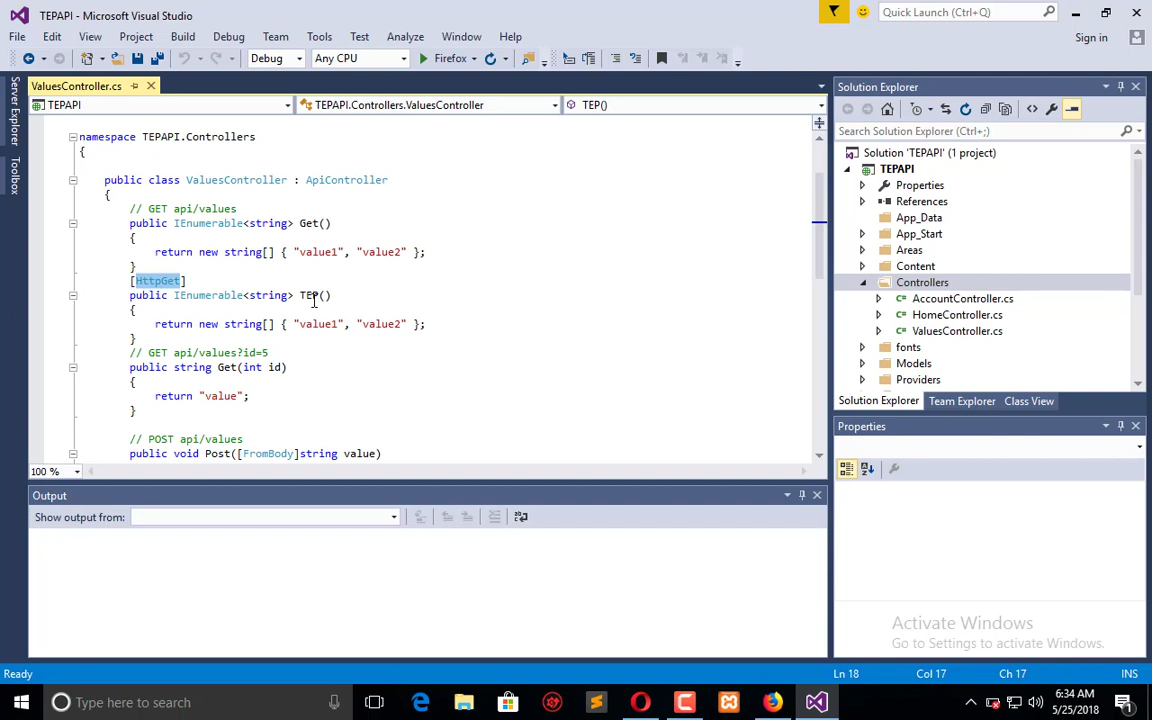 TEPAPI - Microsoft Visual Studio
Quick Launch (Ctrl+Q)
File Edit View Project Build Debug Team Tools Test Analyze Window Help
Sign in
Debug Any CPU Firefox
Server Explorer
Toolbox
ValuesController.cs
TEPAPI TEPAPI.Controllers.ValuesController TEP()
namespace TEPAPI.Controllers
{
public class ValuesController : ApiController
{
// GET api/values
public IEnumerable<string> Get()
{
return new string[] { "value1", "value2" };
}
[HttpGet]
public IEnumerable<string> TEP()
{
return new string[] { "value1", "value2" };
}
// GET api/values?id=5
public string Get(int id)
{
return "value";
}
// POST api/values
public void Post([FromBody]string value)
100 %
Output
Show output from:
Solution Explorer
Search Solution Explorer (Ctrl+;)
Solution 'TEPAPI' (1 project)
TEPAPI
Properties
References
App_Data
App_Start
Areas
Content
Controllers
AccountController.cs
HomeController.cs
ValuesController.cs
fonts
Models
Providers
Solution Explorer Team Explorer Class View
Properties
Activate Windows
Go to Settings to activate Windows.
Ready Ln 18 Col 17 Ch 17 INS
Type here to search
6:34 AM
5/25/2018
1